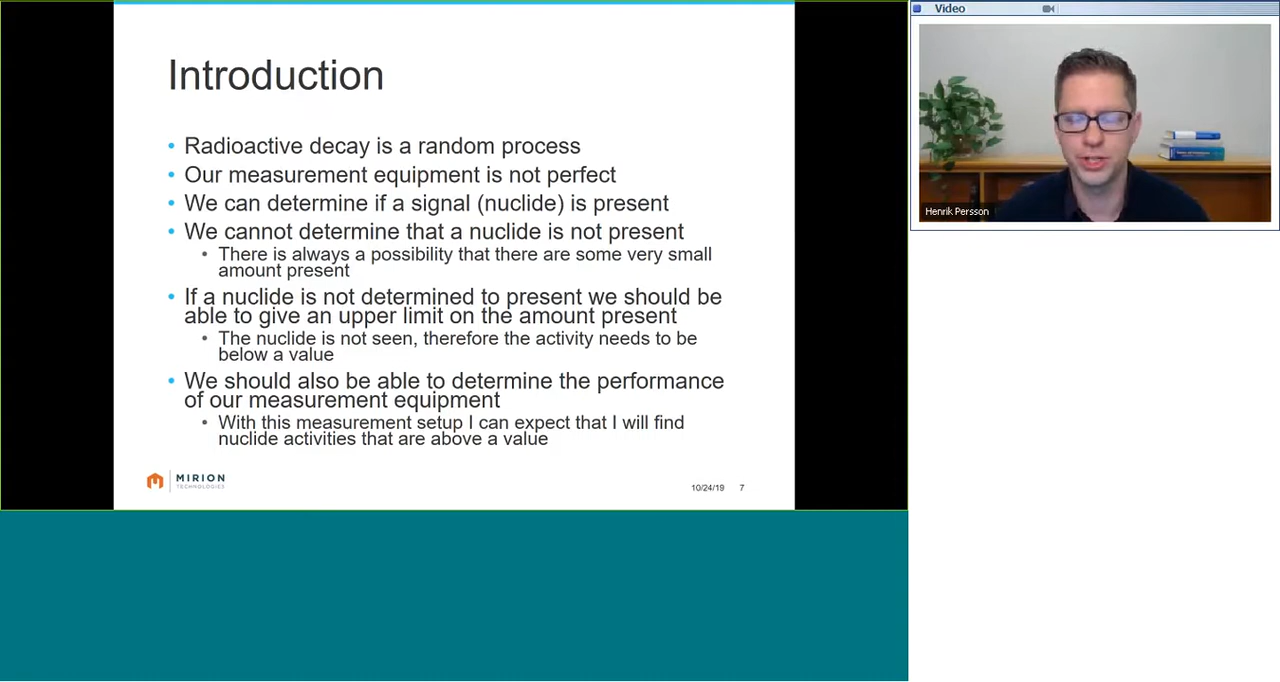 Introduction
Radioactive decay is a random process
Our measurement equipment is not perfect
We can determine if a signal (nuclide) is present
We cannot determine that a nuclide is not present
There is always a possibility that there are some very small
amount present
If a nuclide is not determined to present we should be
able to give an upper limit on the amount present
The nuclide is not seen, therefore the activity needs to be
below a value
We should also be able to determine the performance
of our measurement equipment
With this measurement setup I can expect that I will find
nuclide activities that are above a value
MIRION
TECHNOLOGIES
10/24/19 7
Video
Henrik Persson